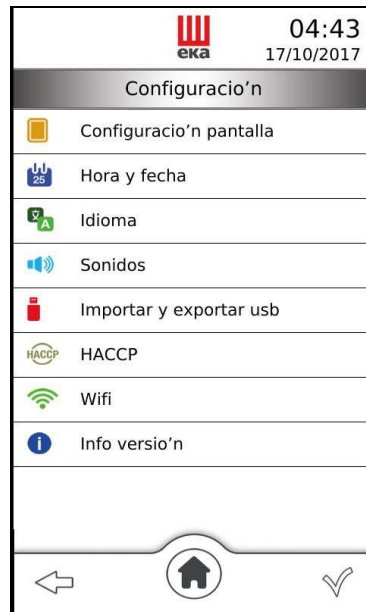 eka
04:43
17/10/2017
Configuracio'n
Configuracio'n pantalla
25
Hora y fecha
文
A
Idioma
Sonidos
Importar y exportar usb
HACCP
HACCP
Wifi
i
Info versio'n